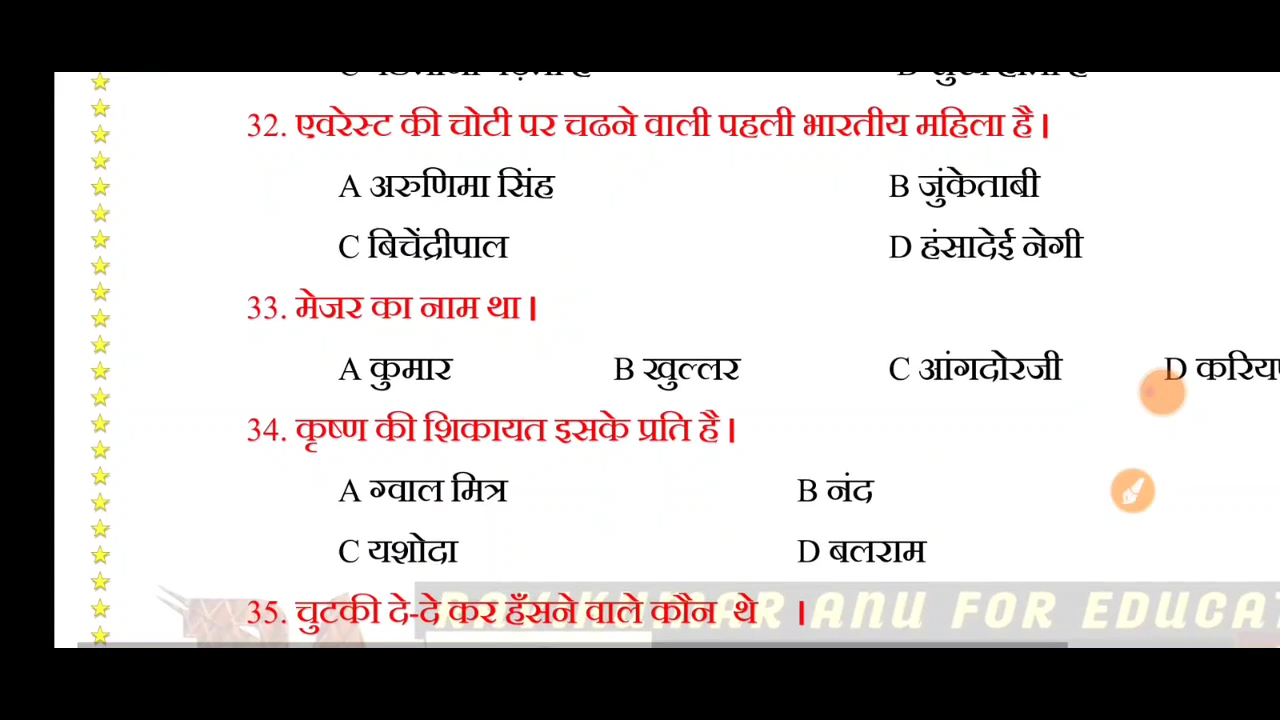 32. एवरेस्ट की चोटी पर चढने वाली पहली भारतीय महिला है।
A अरुणिमा सिंह B जुंकेताबी
C बिचेंद्रीपाल D हंसादेई नेगी
33. मेजर का नाम था।
A कुमार B खुल्लर C आंगदोरजी D
34. कृष्ण की शिकायत इसके प्रति है।
A ग्वाल मित्र B नंद
C यशोदा D बलराम
35. चुटकी दे-दे कर हँसने वाले कौन थे ।
ANU FOR